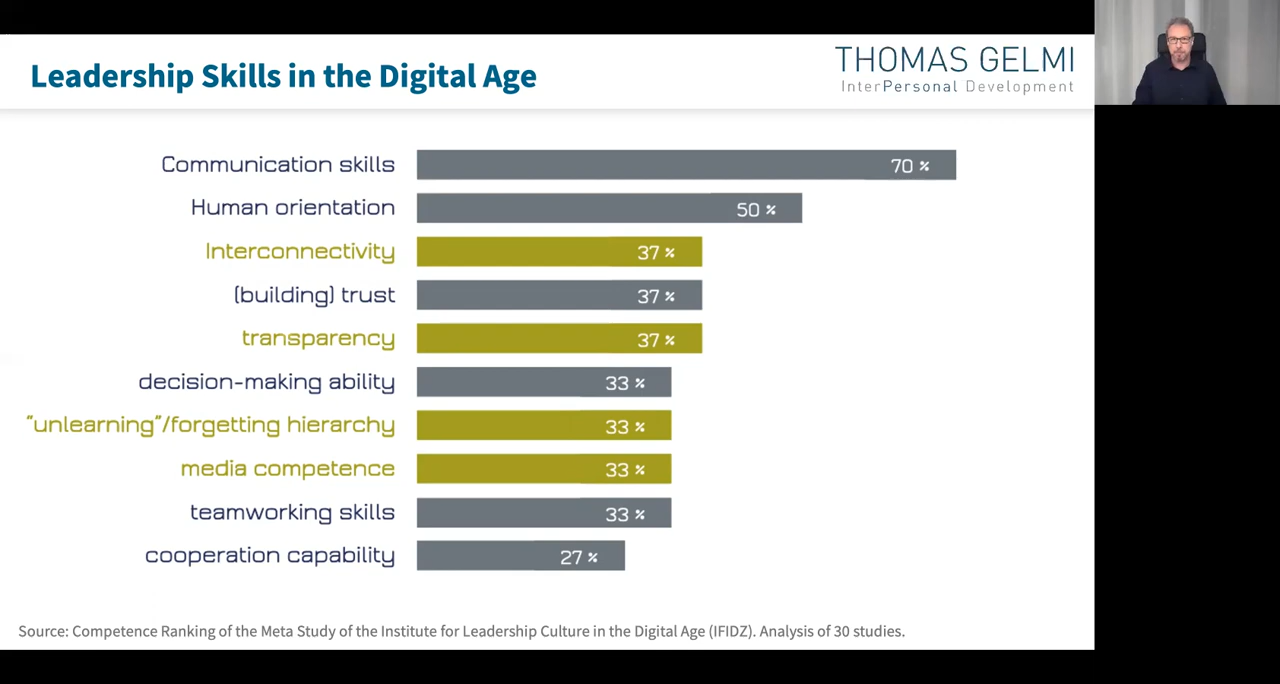 Leadership Skills in the Digital Age
THOMAS GELMI
InterPersonal Development
Communication skills 70 %
Human orientation 50 %
Interconnectivity 37 %
(building) trust 37 %
transparency 37 %
decision-making ability 33 %
"unlearning"/forgetting hierarchy 33 %
media competence 33 %
teamworking skills 33 %
cooperation capability 27 %
Source: Competence Ranking of the Meta Study of the Institute for Leadership Culture in the Digital Age (IFIDZ). Analysis of 30 studies.